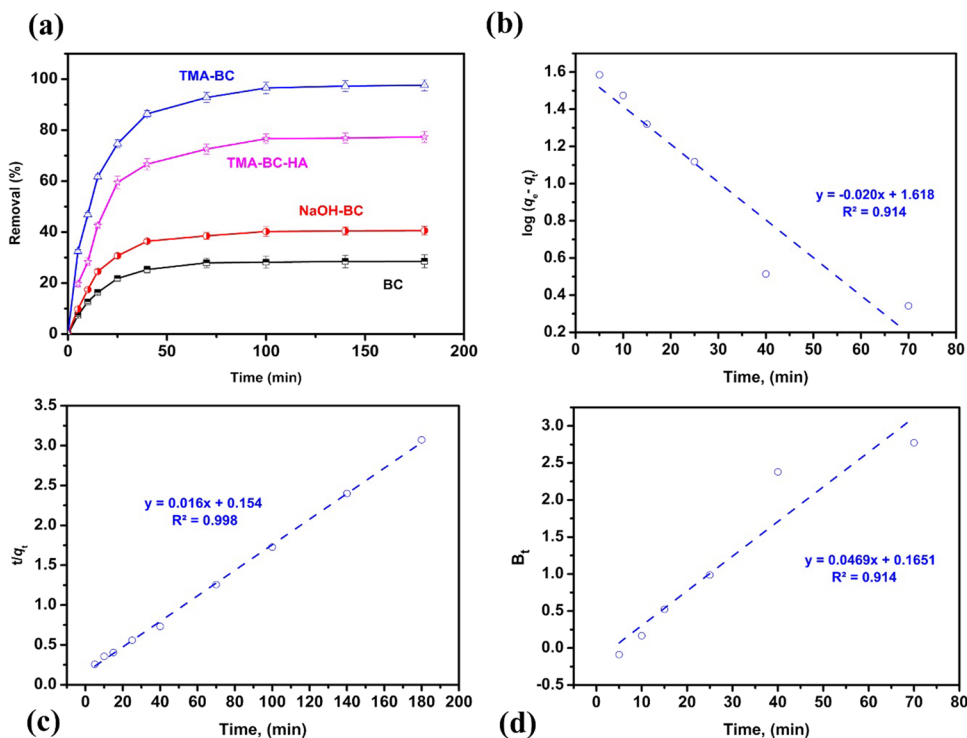 (a)
Removal (%)
100
80
60
40
20
0
TMA-BC
TMA-BC-HA
NaOH-BC
BC
0 50 100 150 200
Time (min)
(b)
log (qₑ - qₜ)
1.6
1.4
1.2
1.0
0.8
0.6
0.4
0.2
y = -0.020x + 1.618
R² = 0.914
0 10 20 30 40 50 60 70 80
Time, (min)
(c)
t/qₜ
3.5
3.0
2.5
2.0
1.5
1.0
0.5
0.0
y = 0.016x + 0.154
R² = 0.998
0 20 40 60 80 100 120 140 160 180 200
Time, (min)
(d)
Bₜ
3.0
2.5
2.0
1.5
1.0
0.5
0.0
-0.5
y = 0.0469x + 0.1651
R² = 0.914
0 10 20 30 40 50 60 70 80
Time, (min)